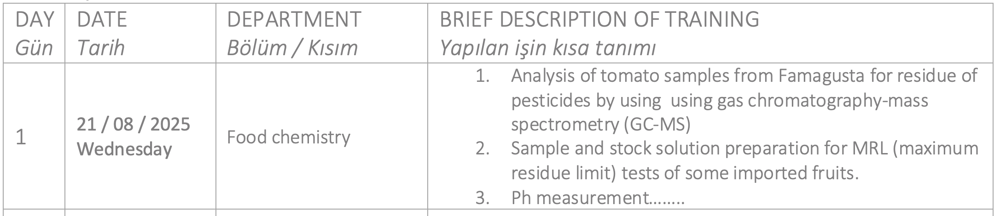 DAY DATE DEPARTMENT BRIEF DESCRIPTION OF TRAINING
Gün Tarih Bölüm / Kısım Yapılan işin kısa tanımı
1
21 / 08 / 2025
Wednesday
Food chemistry
1. Analysis of tomato samples from Famagusta for residue of
pesticides by using  using gas chromatography-mass
spectrometry (GC-MS)
2. Sample and stock solution preparation for MRL (maximum
residue limit) tests of some imported fruits.
3. Ph measurement........